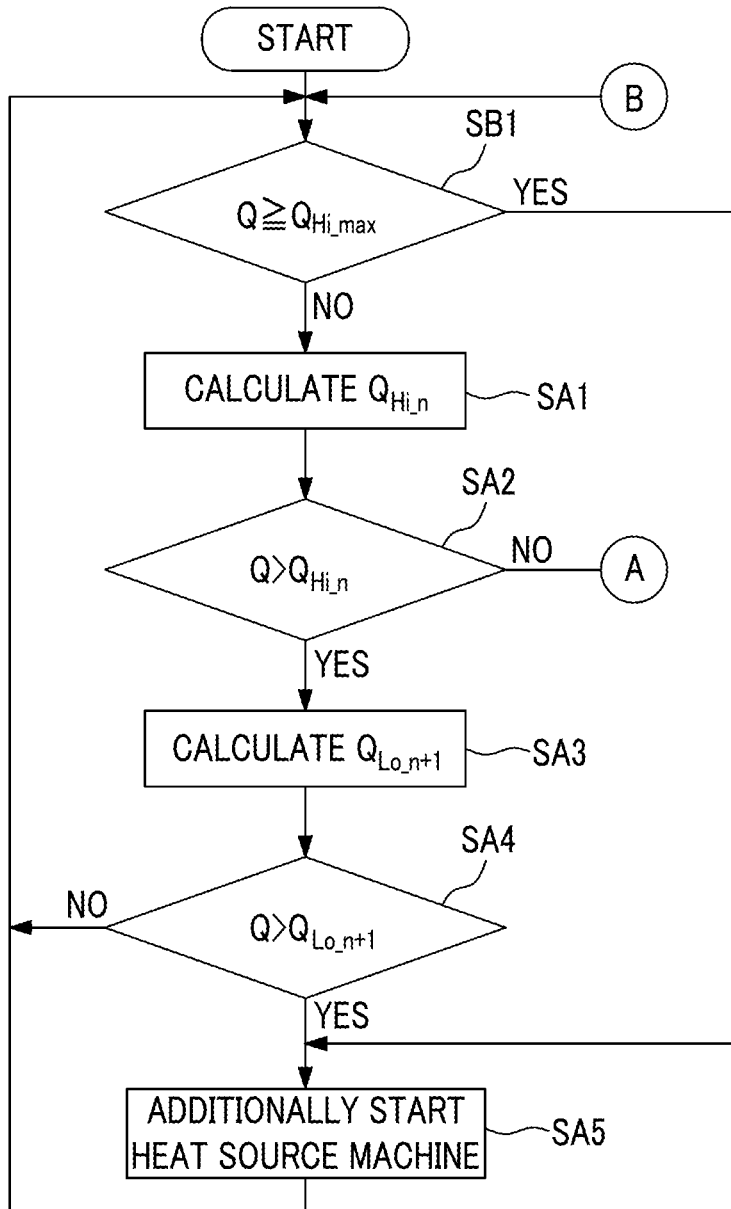 START
B
SB1
Q≧Q_Hi_max
YES
NO
CALCULATE Q_Hi_n
SA1
SA2
Q>Q_Hi_n
NO
A
YES
CALCULATE Q_Lo_n+1
SA3
SA4
NO
Q>Q_Lo_n+1
YES
ADDITIONALLY START
HEAT SOURCE MACHINE
SA5